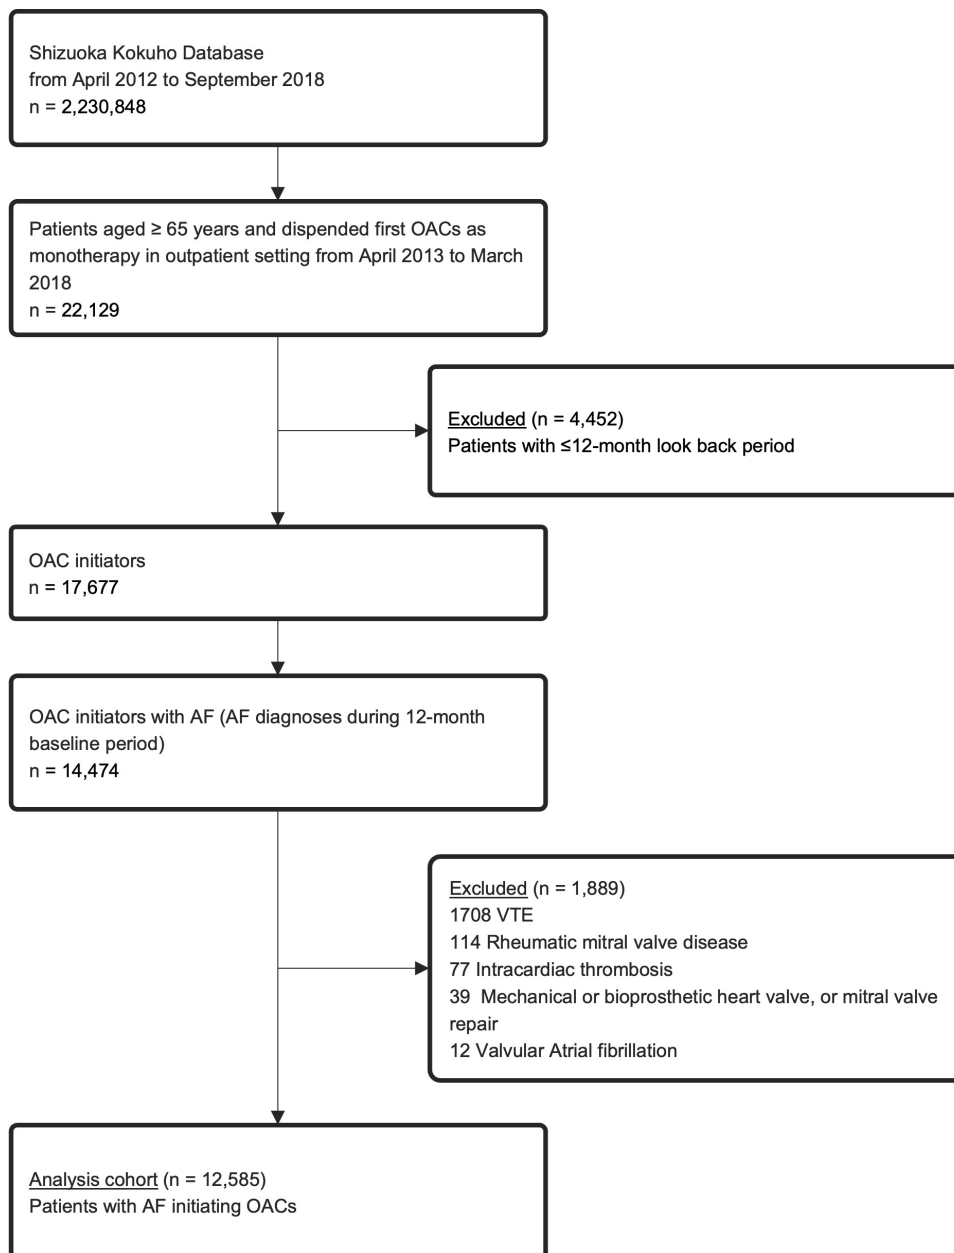 Shizuoka Kokuho Database
from April 2012 to September 2018
n = 2,230,848
Patients aged ≥ 65 years and dispended first OACs as
monotherapy in outpatient setting from April 2013 to March
2018
n = 22,129
Excluded (n = 4,452)
Patients with ≤12-month look back period
OAC initiators
n = 17,677
OAC initiators with AF (AF diagnoses during 12-month
baseline period)
n = 14,474
Excluded (n = 1,889)
1708 VTE
114 Rheumatic mitral valve disease
77 Intracardiac thrombosis
39  Mechanical or bioprosthetic heart valve, or mitral valve
repair
12 Valvular Atrial fibrillation
Analysis cohort (n = 12,585)
Patients with AF initiating OACs